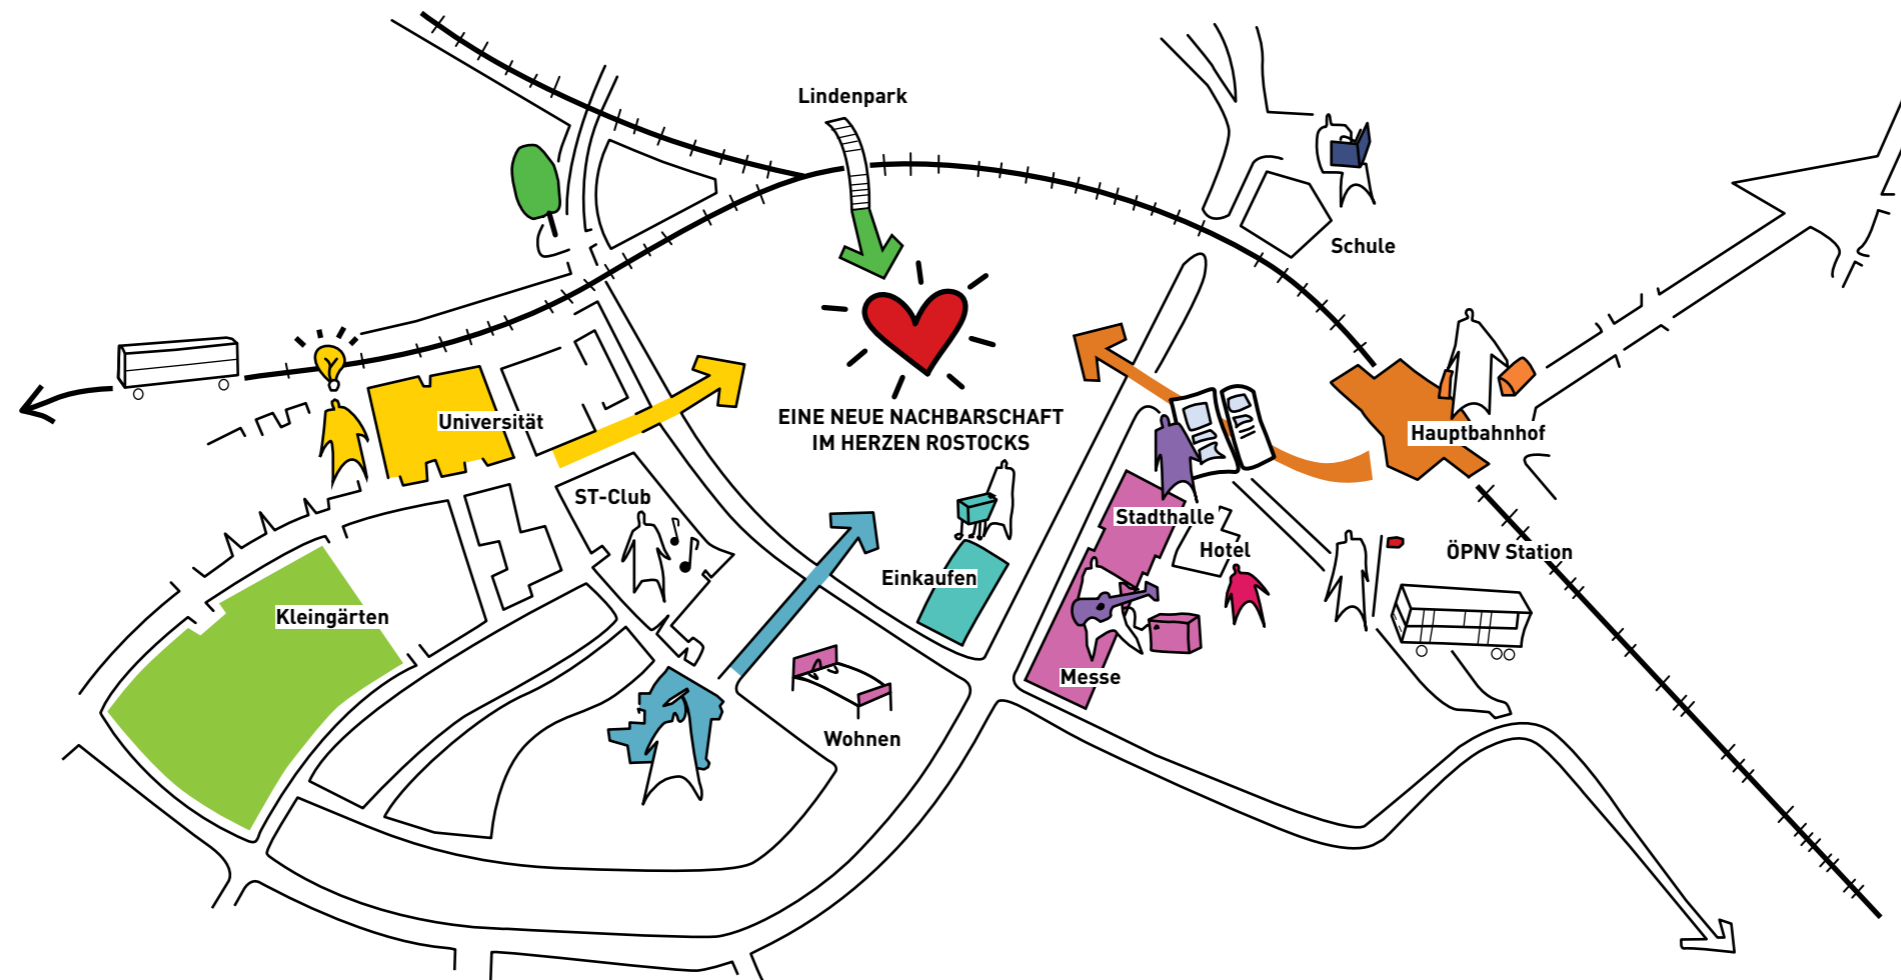 Lindenpark
Schule
EINE NEUE NACHBARSCHAFT
IM HERZEN ROSTOCKS
Universität
Hauptbahnhof
ST-Club
Stadthalle
Hotel
ÖPNV Station
Einkaufen
Kleingärten
Messe
Wohnen